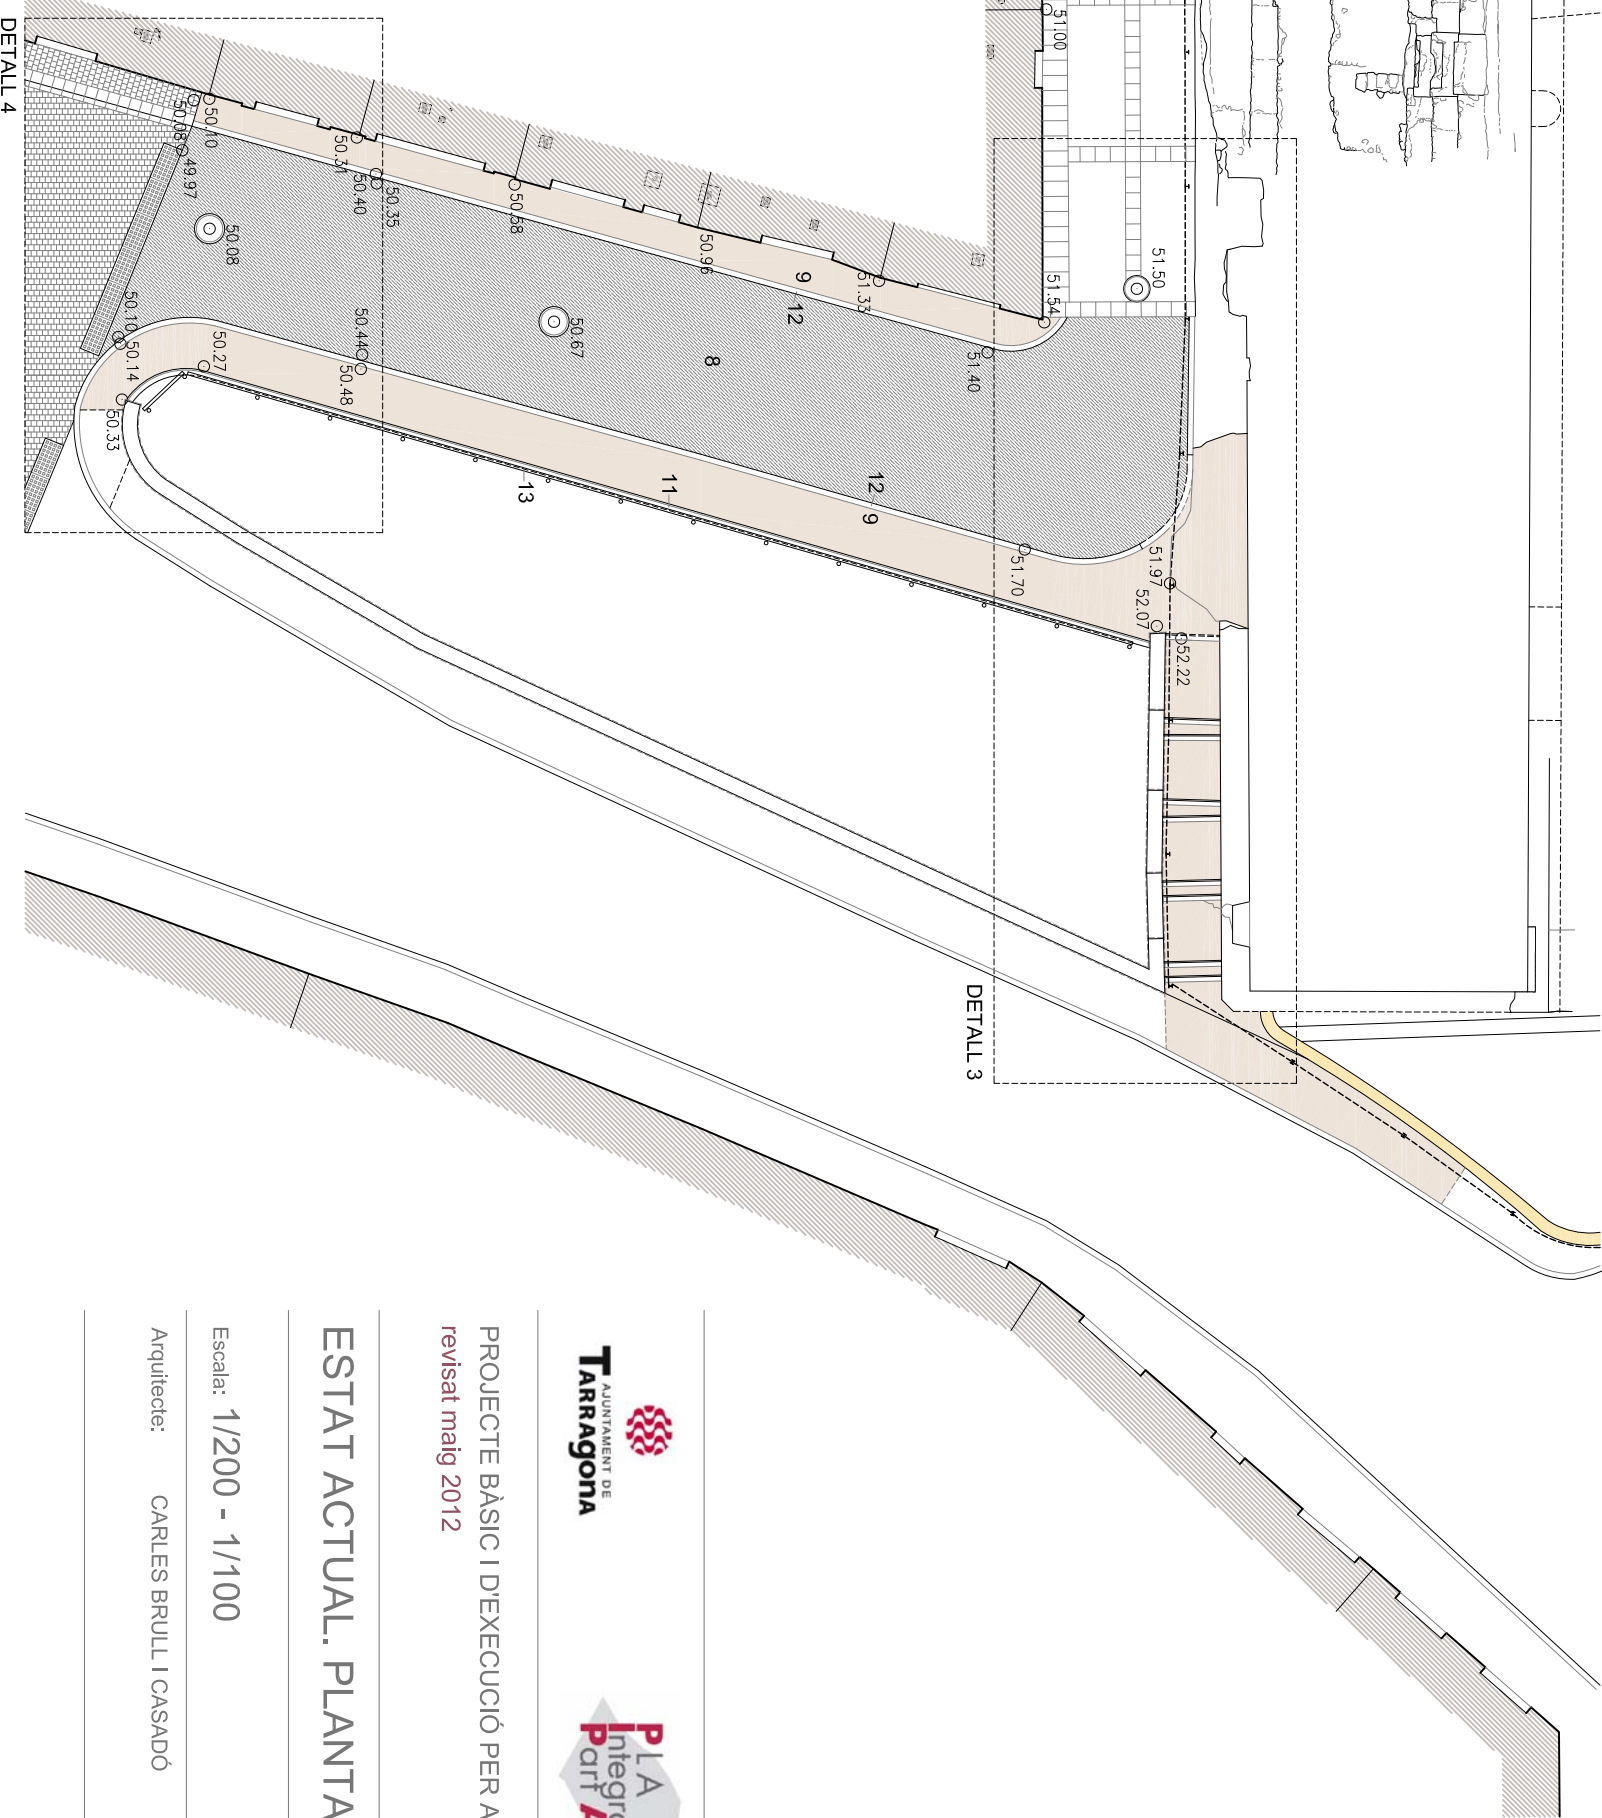 51.00
50.10
50.08
49.97
50.31
50.40
50.35
50.58
50.08
50.96
9
12
51.33
51.50
51.54
50.10
50.14
50.27
50.44
50.48
50.67
8
51.40
50.33
13
11
12
9
51.70
51.97
52.07
52.22
DETALL 4
DETALL 3
AJUNTAMENT DE
TARRAGONA
PLA
Integr
Part
PROJECTE BÀSIC I D'EXECUCIÓ PER A
revisat maig 2012
ESTAT ACTUAL. PLANTA
Escala: 1/200 - 1/100
Arquitecte: CARLES BRULL I CASADÓ